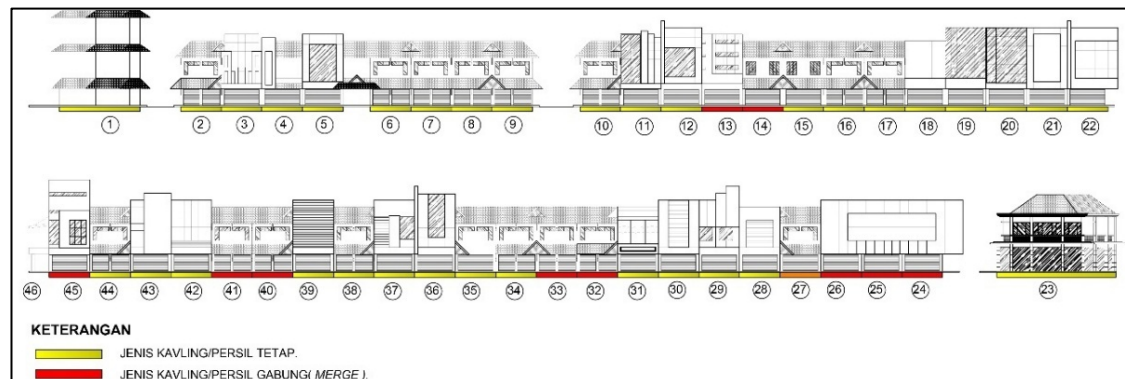 1 2 3 4 5 6 7 8 9 10 11 12 13 14 15 16 17 18 19 20 21 22
46 45 44 43 42 41 40 39 38 37 36 35 34 33 32 31 30 29 28 27 26 25 24 23
KETERANGAN
JENIS KAVLING/PERSIL TETAP.
JENIS KAVLING/PERSIL GABUNG( MERGE ).